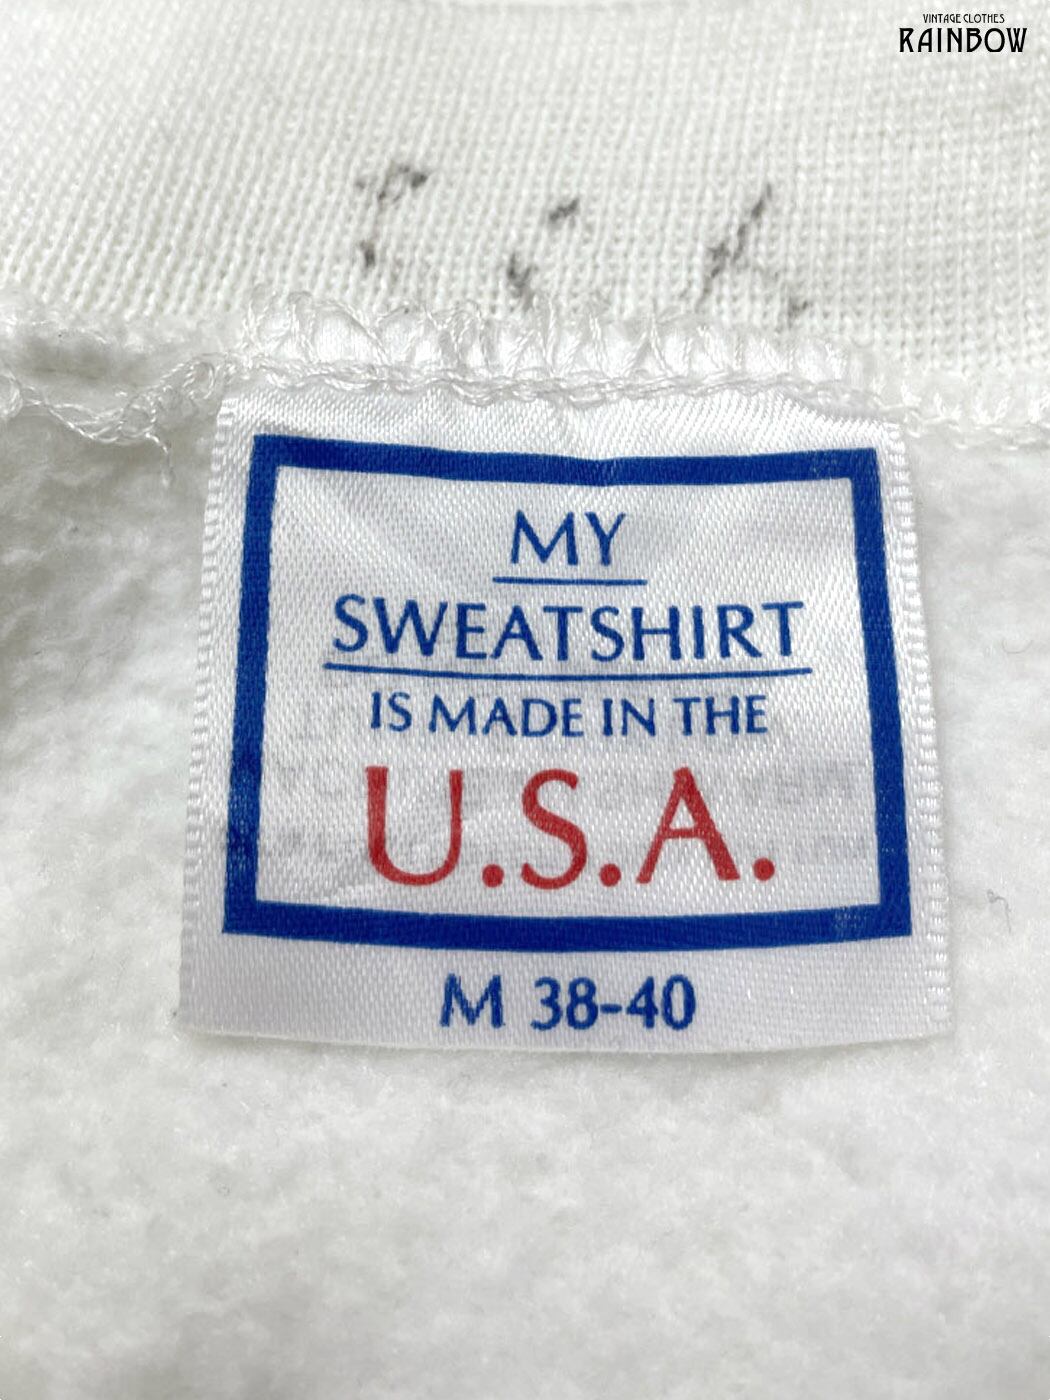 VINTAGE CLOTHES
RAINBOW
MY
SWEATSHIRT
IS MADE IN THE
U.S.A.
M 38-40